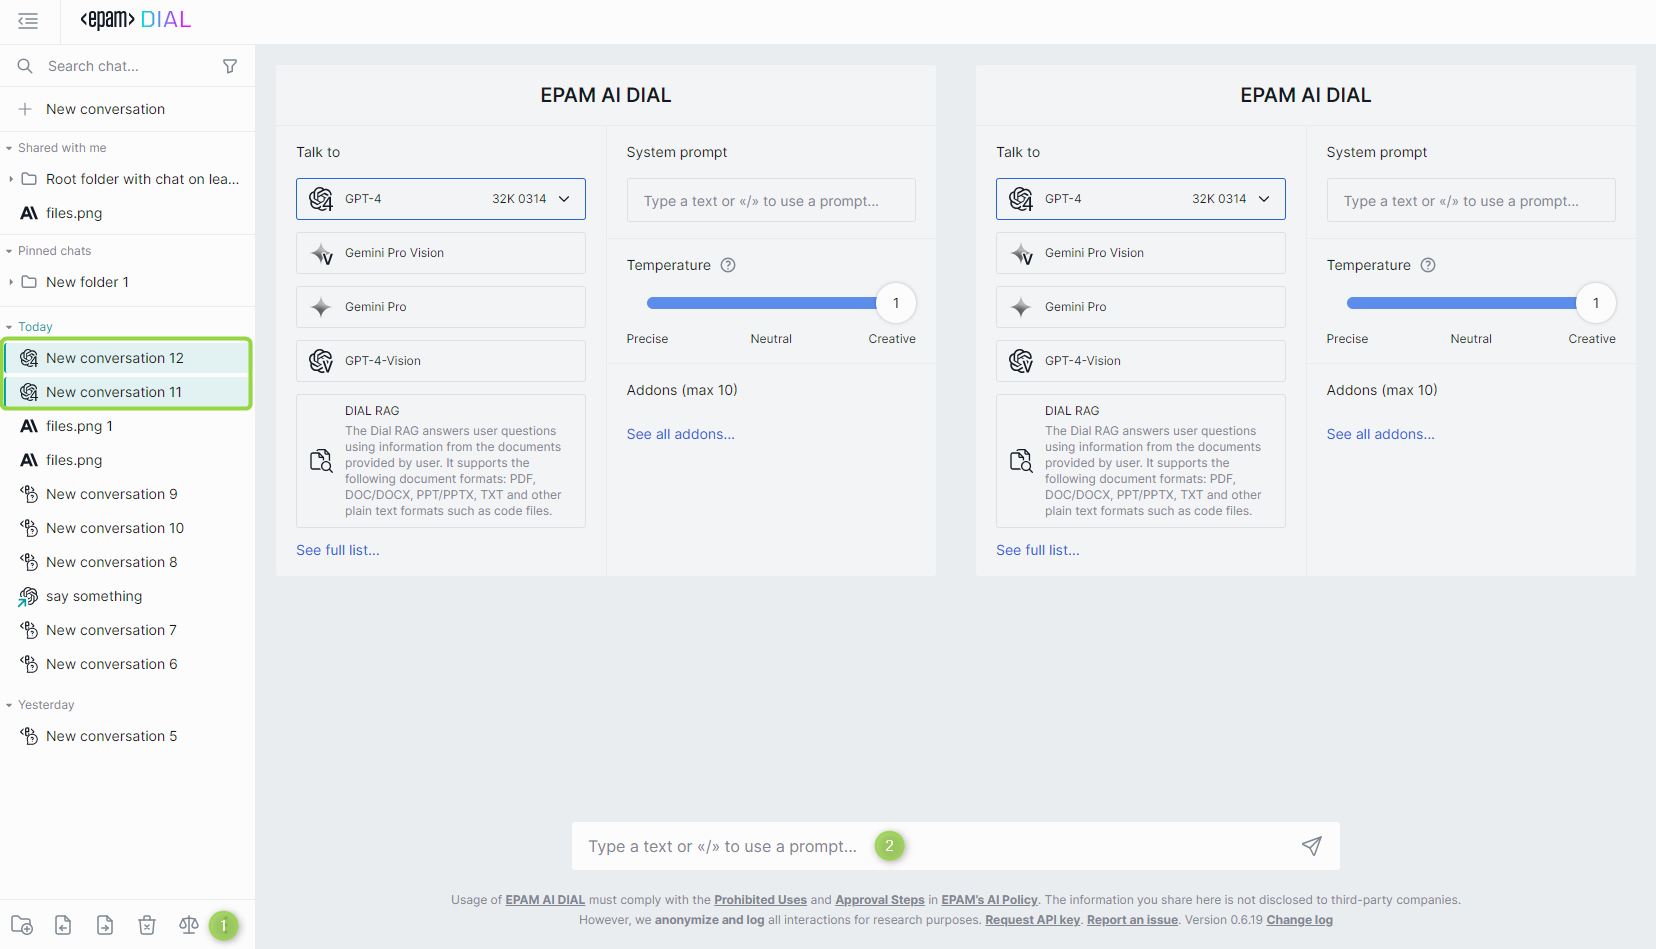 <epam> DIAL
Search chat...
New conversation
Shared with me
Root folder with chat on lea...
files.png
Pinned chats
New folder 1
Today
New conversation 12
New conversation 11
files.png 1
files.png
New conversation 9
New conversation 10
New conversation 8
say something
New conversation 7
New conversation 6
Yesterday
New conversation 5
1
EPAM AI DIAL
Talk to
GPT-4 32K 0314
Gemini Pro Vision
Gemini Pro
GPT-4-Vision
DIAL RAG
The Dial RAG answers user questions
using information from the documents
provided by user. It supports the
following document formats: PDF,
DOC/DOCX, PPT/PPTX, TXT and other
plain text formats such as code files.
See full list...
System prompt
Type a text or «/» to use a prompt...
Temperature
1
Precise Neutral Creative
Addons (max 10)
See all addons...
EPAM AI DIAL
Talk to
GPT-4 32K 0314
Gemini Pro Vision
Gemini Pro
GPT-4-Vision
DIAL RAG
The Dial RAG answers user questions
using information from the documents
provided by user. It supports the
following document formats: PDF,
DOC/DOCX, PPT/PPTX, TXT and other
plain text formats such as code files.
See full list...
System prompt
Type a text or «/» to use a prompt...
Temperature
1
Precise Neutral Creative
Addons (max 10)
See all addons...
Type a text or «/» to use a prompt... 2
Usage of EPAM AI DIAL must comply with the Prohibited Uses and Approval Steps in EPAM's AI Policy. The information you share here is not disclosed to third-party companies.
However, we anonymize and log all interactions for research purposes. Request API key. Report an issue. Version 0.6.19 Change log